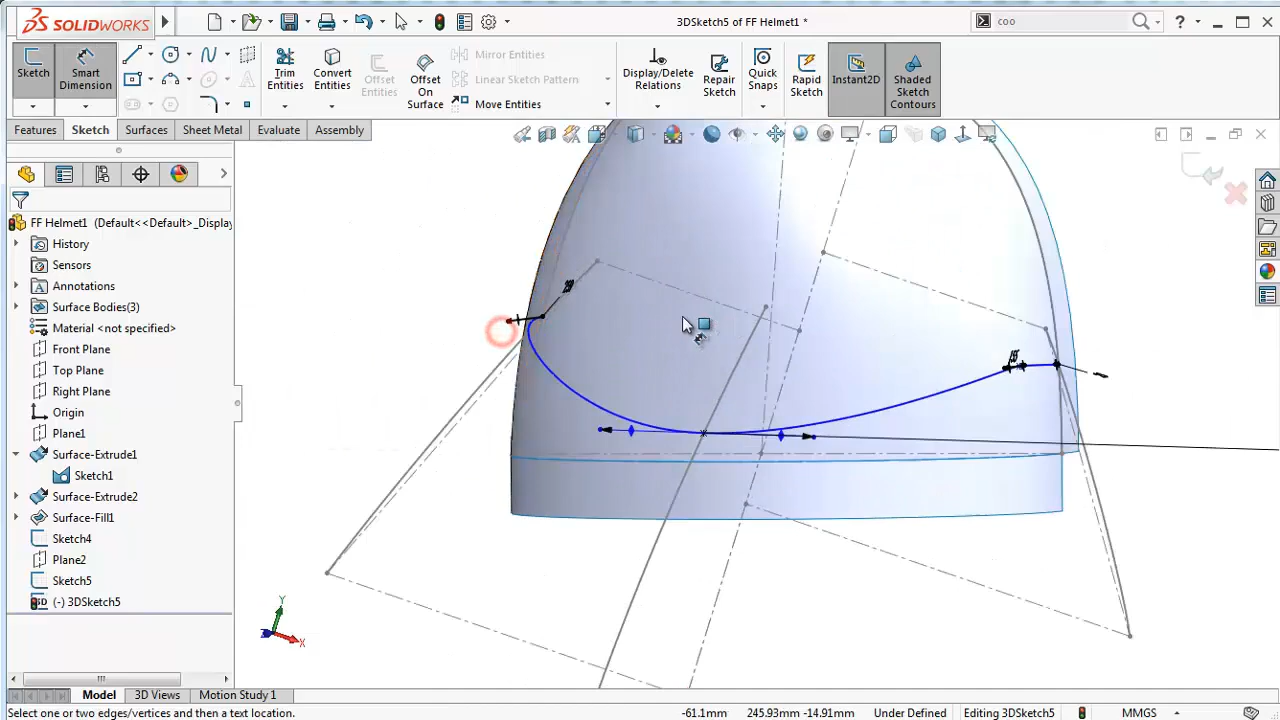 SOLIDWORKS
3DSketch5 of FF Helmet1 *
coo
Sketch
Smart Dimension
Trim Entities
Convert Entities
Offset Entities
Offset On Surface
Mirror Entities
Linear Sketch Pattern
Move Entities
Display/Delete Relations
Repair Sketch
Quick Snaps
Rapid Sketch
Instant2D
Shaded Sketch Contours
Features
Sketch
Surfaces
Sheet Metal
Evaluate
Assembly
FF Helmet1 (Default<<Default>_Display
History
Sensors
Annotations
Surface Bodies(3)
Material <not specified>
Front Plane
Top Plane
Right Plane
Origin
Plane1
Surface-Extrude1
Sketch1
Surface-Extrude2
Surface-Fill1
Sketch4
Plane2
Sketch5
(-) 3DSketch5
Y
X
Model
3D Views
Motion Study 1
Select one or two edges/vertices and then a text location.
-61.1mm
245.93mm -14.91mm
Under Defined
Editing 3DSketch5
MMGS